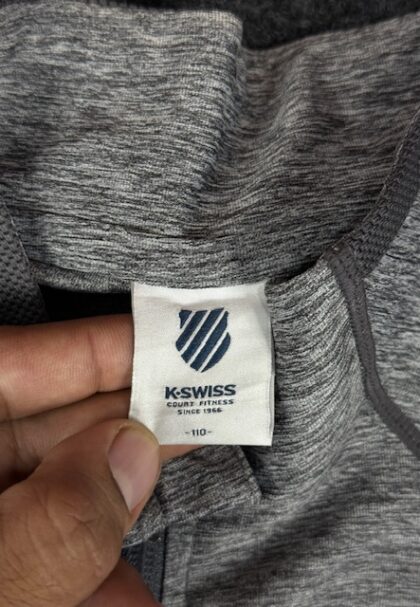 K·SWISS
COURT FITNESS
SINCE 1966
-110-